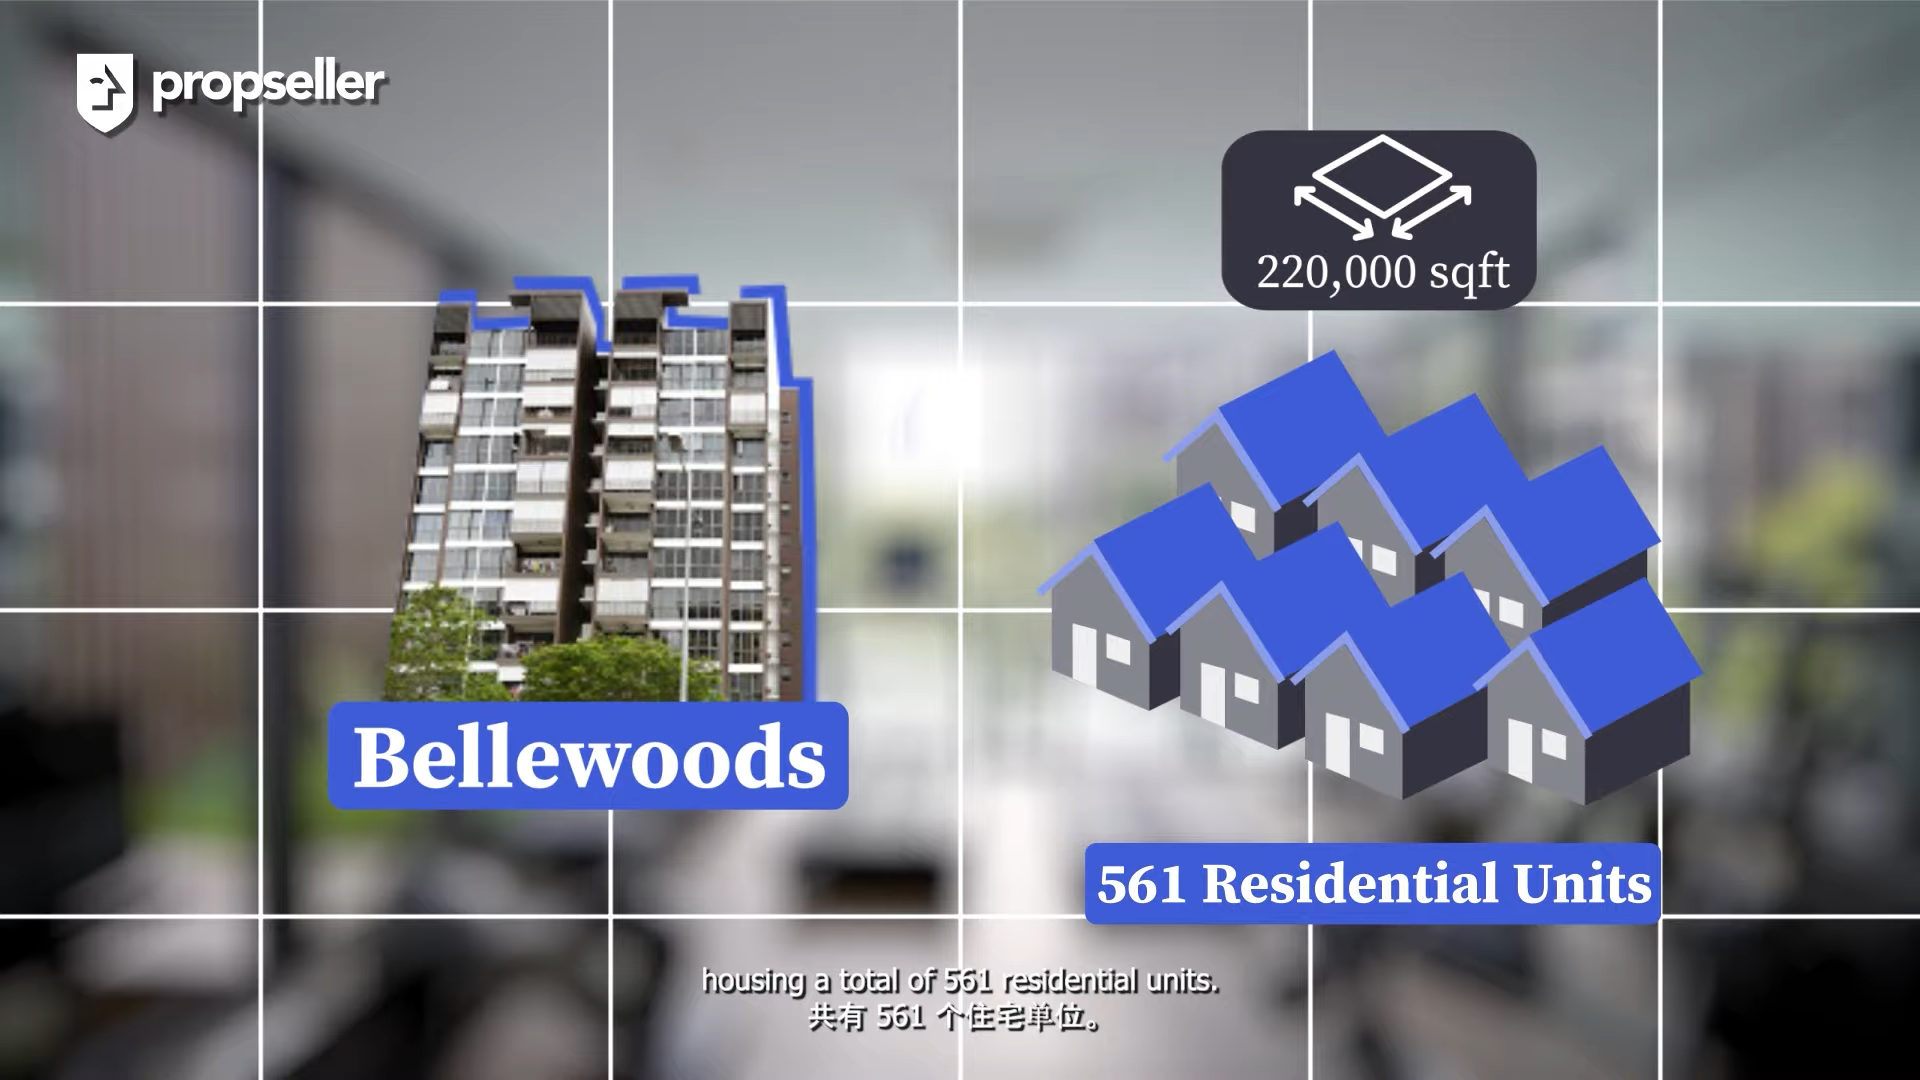 propseller
220,000 sqft
Bellewoods
561 Residential Units
housing a total of 561 residential units.
共有 561 个住宅单位。